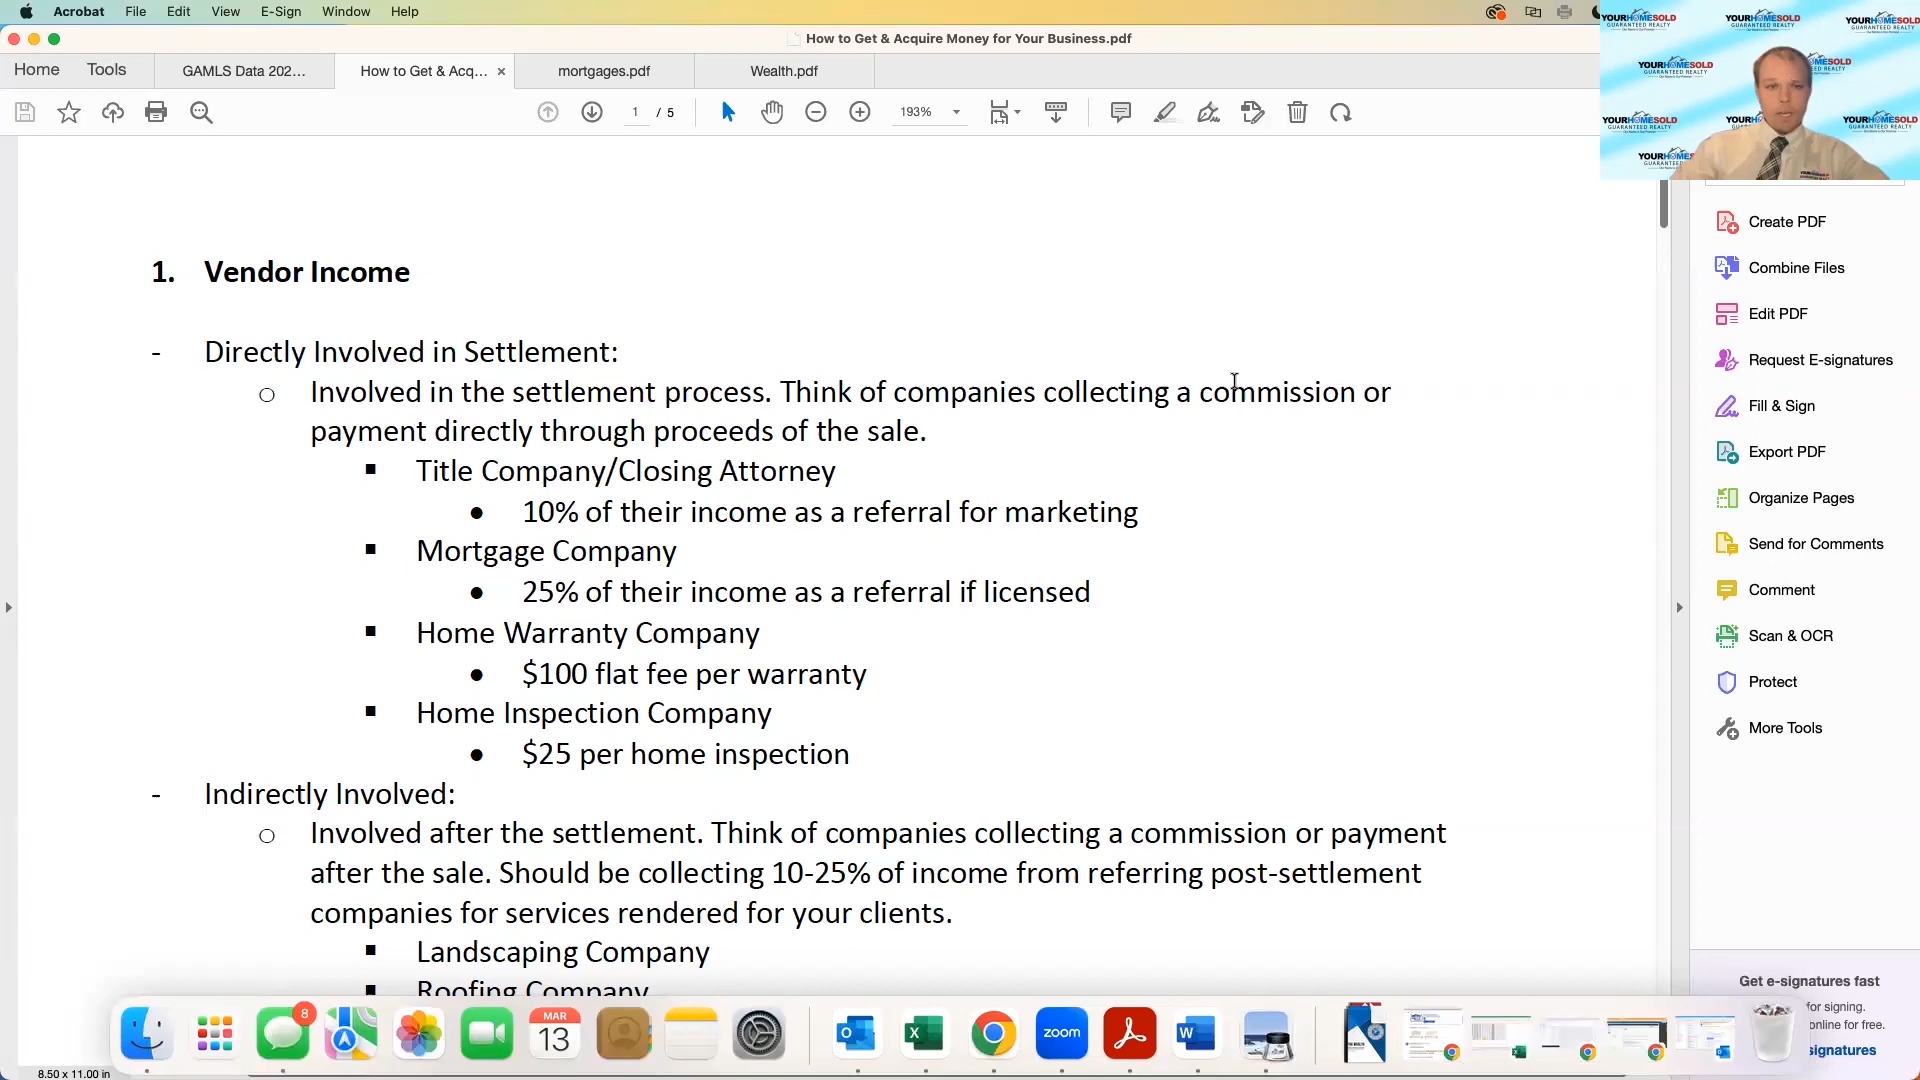 Acrobat File Edit View E-Sign Window Help
How to Get & Acquire Money for Your Business.pdf
Home Tools GAMLS Data 202... How to Get & Acq... × mortgages.pdf Wealth.pdf
1 / 5 193%
YOURHOMESOLD
GUARANTEED REALTY
1. Vendor Income
- Directly Involved in Settlement:
○ Involved in the settlement process. Think of companies collecting a commission or
payment directly through proceeds of the sale.
▪ Title Company/Closing Attorney
• 10% of their income as a referral for marketing
▪ Mortgage Company
• 25% of their income as a referral if licensed
▪ Home Warranty Company
• $100 flat fee per warranty
▪ Home Inspection Company
• $25 per home inspection
- Indirectly Involved:
○ Involved after the settlement. Think of companies collecting a commission or payment
after the sale. Should be collecting 10-25% of income from referring post-settlement
companies for services rendered for your clients.
▪ Landscaping Company
▪ Roofing Company
Create PDF
Combine Files
Edit PDF
Request E-signatures
Fill & Sign
Export PDF
Organize Pages
Send for Comments
Comment
Scan & OCR
Protect
More Tools
Get e-signatures fast
for signing.
online for free.
signatures
8
MAR
13
zoom
8.50 x 11.00 in